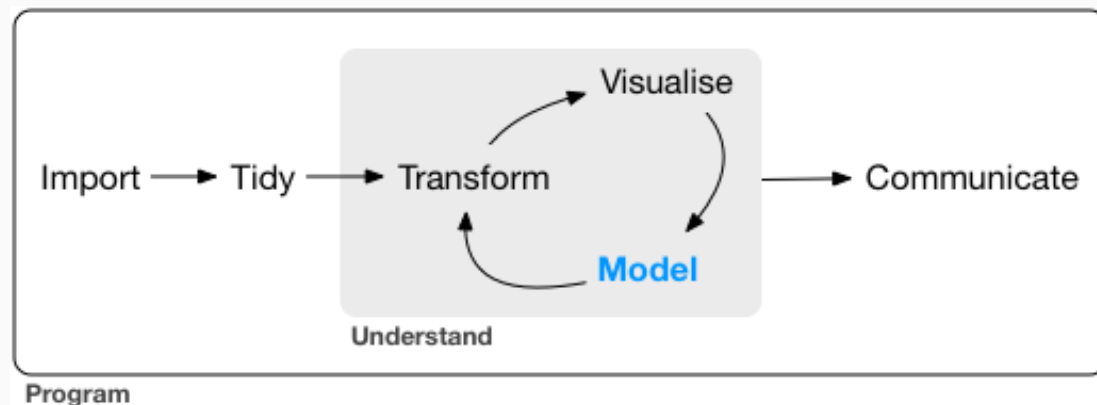 Visualise
Import
Tidy
Transform
Communicate
Model
Understand
Program